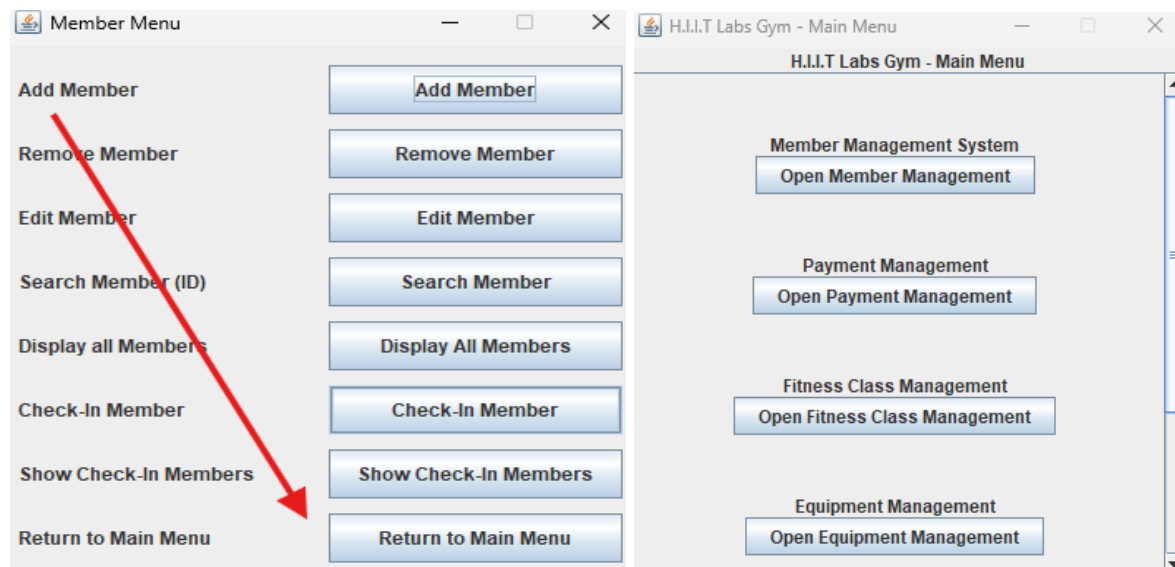 Member Menu
Add Member Add Member
Remove Member Remove Member
Edit Member Edit Member
Search Member (ID) Search Member
Display all Members Display All Members
Check-In Member Check-In Member
Show Check-In Members Show Check-In Members
Return to Main Menu Return to Main Menu
H.I.I.T Labs Gym - Main Menu
H.I.I.T Labs Gym - Main Menu
Member Management System
Open Member Management
Payment Management
Open Payment Management
Fitness Class Management
Open Fitness Class Management
Equipment Management
Open Equipment Management